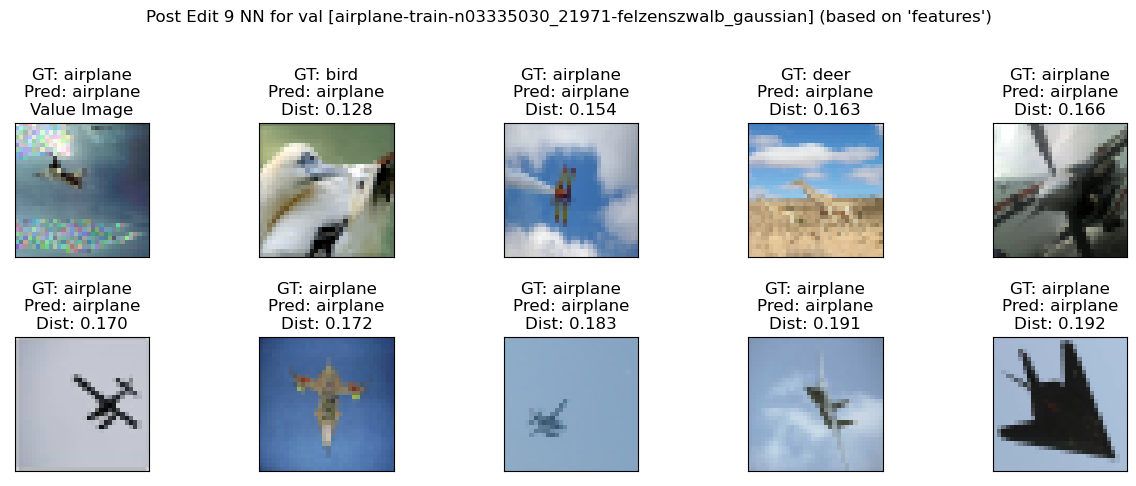 Post Edit 9 NN for val [airplane-train-n03335030_21971-felzenszwalb_gaussian] (based on 'features')
GT: airplane
Pred: airplane
Value Image
GT: bird
Pred: airplane
Dist: 0.128
GT: airplane
Pred: airplane
Dist: 0.154
GT: deer
Pred: airplane
Dist: 0.163
GT: airplane
Pred: airplane
Dist: 0.166
GT: airplane
Pred: airplane
Dist: 0.170
GT: airplane
Pred: airplane
Dist: 0.172
GT: airplane
Pred: airplane
Dist: 0.183
GT: airplane
Pred: airplane
Dist: 0.191
GT: airplane
Pred: airplane
Dist: 0.192